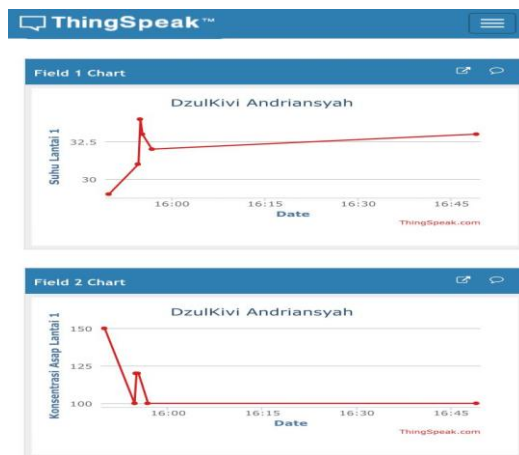 ThingSpeak™
Field 1 Chart
DzulKivi Andriansyah
Suhu Lantai 1
32.5
30
16:00 16:15 16:30 16:45
Date
ThingSpeak.com
Field 2 Chart
DzulKivi Andriansyah
Konsentrasi Asap Lantai 1
150
125
100
16:00 16:15 16:30 16:45
Date
ThingSpeak.com